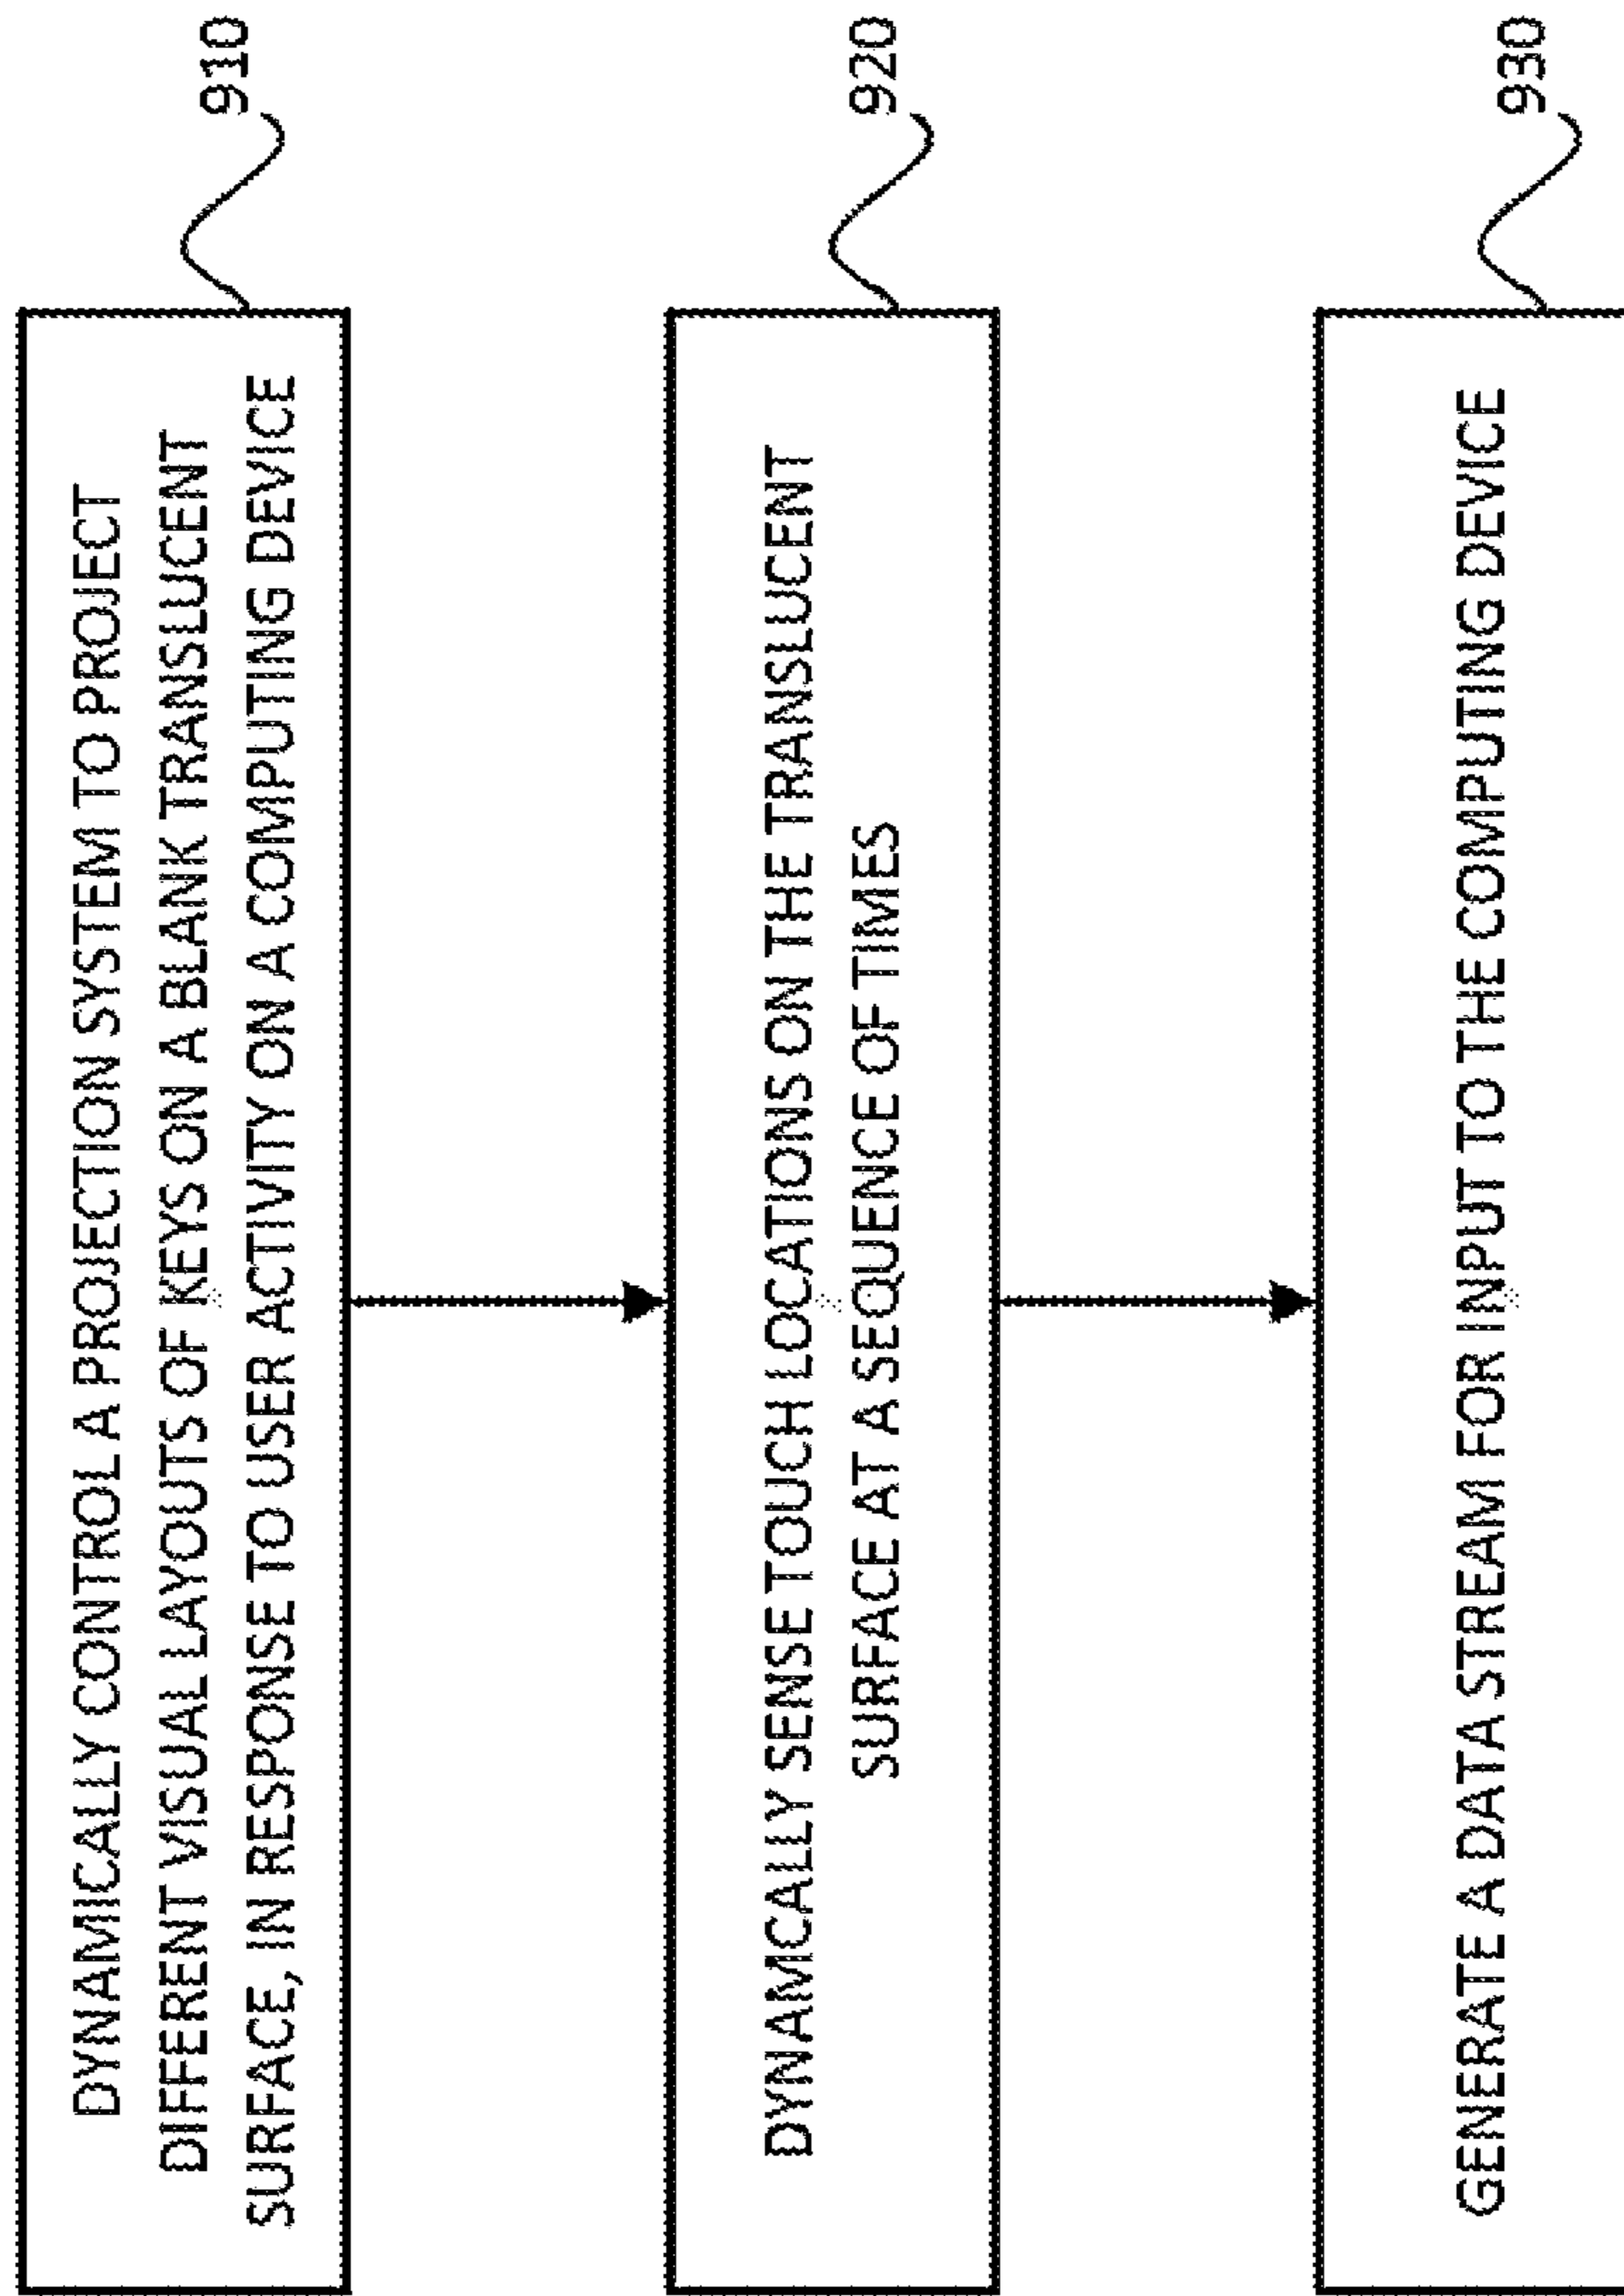 DYNAMICALLY CONTROL A PROJECTION SYSTEM TO PROJECT
DIFFERENT VISUAL LAYOUTS OF KEYS ON A BLANK TRANSLUCENT
SURFACE, IN RESPONSE TO USER ACTIVITY ON A COMPUTING DEVICE
910
DYNAMCALLY SENSE TOUCH LOCATIONS ON THE TRANSLUCENT
SURFACE AT A SEQUENCE OF TIMES
920
GENERATE A DATA STREAM FOR INPUT TO THE COMPUTING DEVICE
930